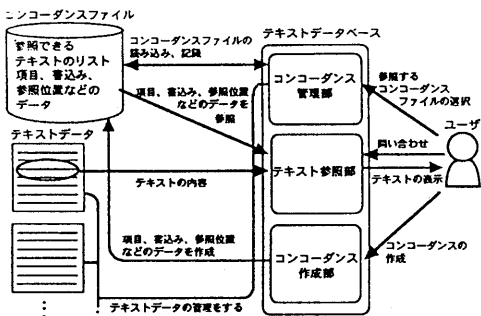 コンコーダンスファイル
参照できる
テキストのリスト
項目、書込み、
参照位置などの
データ
コンコーダンスファイルの
読み込み、記録
テキストデータベース
コンコーダンス
管理部
参照する
コンコーダンス
ファイルの選択
項目、書込み、参照位置
などのデータを
参照
テキストデータ
ユーザ
問い合わせ
テキスト参照部
テキストの表示
テキストの内容
項目、書込み、参照位置
などのデータを作成
コンコーダンス
作成部
コンコーダンスの
作成
テキストデータの管理をする